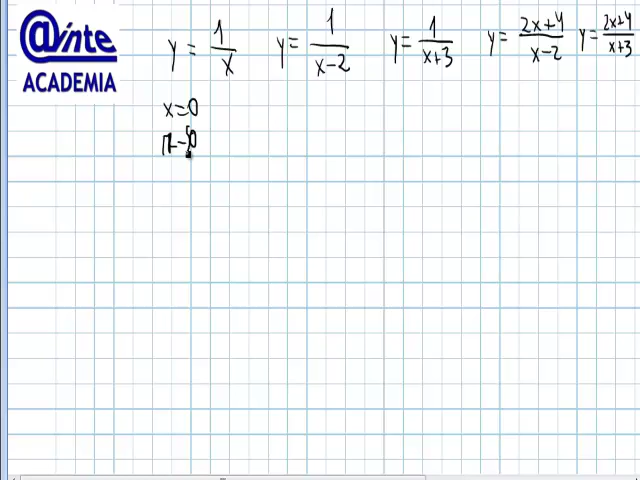 @inte
ACADEMIA
y = 1/x
y = 1/(x-2)
y = 1/(x+3)
y = (2x+4)/(x-2)
y = (2x+4)/(x+3)
x=0